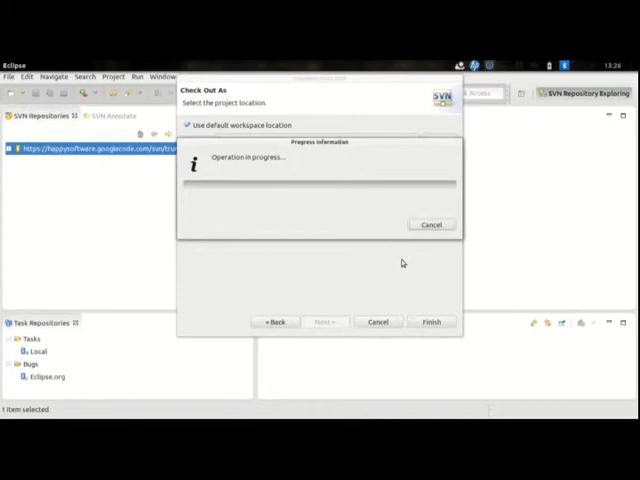 Eclipse
13:26
File Edit Navigate Search Project Run Window
Check Out As
Select the project location.
SVN
Access
SVN Repository Exploring
SVN Repositories
SVN Annotate
Use default workspace location
https://happysoftware.googlecode.com/svn/tru
Progress Information
Operation in progress...
Cancel
< Back
Next >
Cancel
Finish
Task Repositories
Tasks
Local
Bugs
Eclipse.org
1 item selected